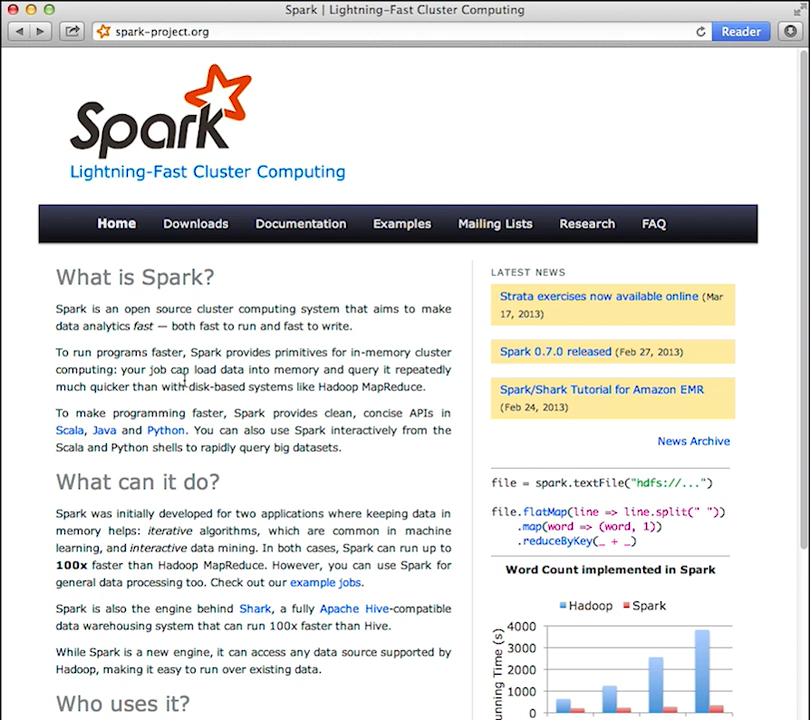 Spark | Lightning-Fast Cluster Computing
spark-project.org
Reader
Spark
Lightning-Fast Cluster Computing
Home Downloads Documentation Examples Mailing Lists Research FAQ
What is Spark?
Spark is an open source cluster computing system that aims to make
data analytics fast — both fast to run and fast to write.
To run programs faster, Spark provides primitives for in-memory cluster
computing: your job can load data into memory and query it repeatedly
much quicker than with disk-based systems like Hadoop MapReduce.
To make programming faster, Spark provides clean, concise APIs in
Scala, Java and Python. You can also use Spark interactively from the
Scala and Python shells to rapidly query big datasets.
What can it do?
Spark was initially developed for two applications where keeping data in
memory helps: iterative algorithms, which are common in machine
learning, and interactive data mining. In both cases, Spark can run up to
100x faster than Hadoop MapReduce. However, you can use Spark for
general data processing too. Check out our example jobs.
Spark is also the engine behind Shark, a fully Apache Hive-compatible
data warehousing system that can run 100x faster than Hive.
While Spark is a new engine, it can access any data source supported by
Hadoop, making it easy to run over existing data.
Who uses it?
LATEST NEWS
Strata exercises now available online (Mar
17, 2013)
Spark 0.7.0 released (Feb 27, 2013)
Spark/Shark Tutorial for Amazon EMR
(Feb 24, 2013)
News Archive
file = spark.textFile("hdfs://...")
file.flatMap(line => line.split(" "))
.map(word => (word, 1))
.reduceByKey(_ + _)
Word Count implemented in Spark
Hadoop Spark
4000
3000
2000
1000
0
unning Time (s)